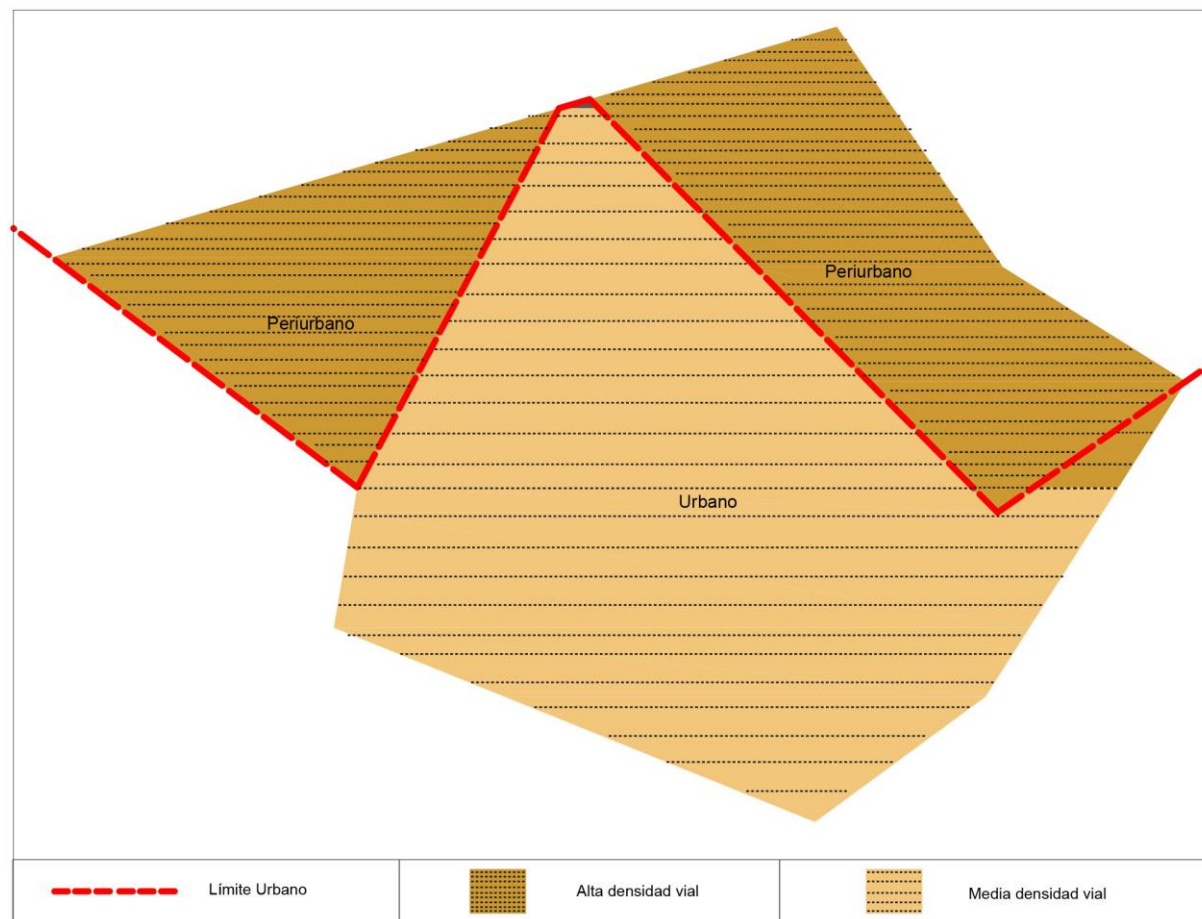 Periurbano
Periurbano
Urbano
Límite Urbano
Alta densidad vial
Media densidad vial